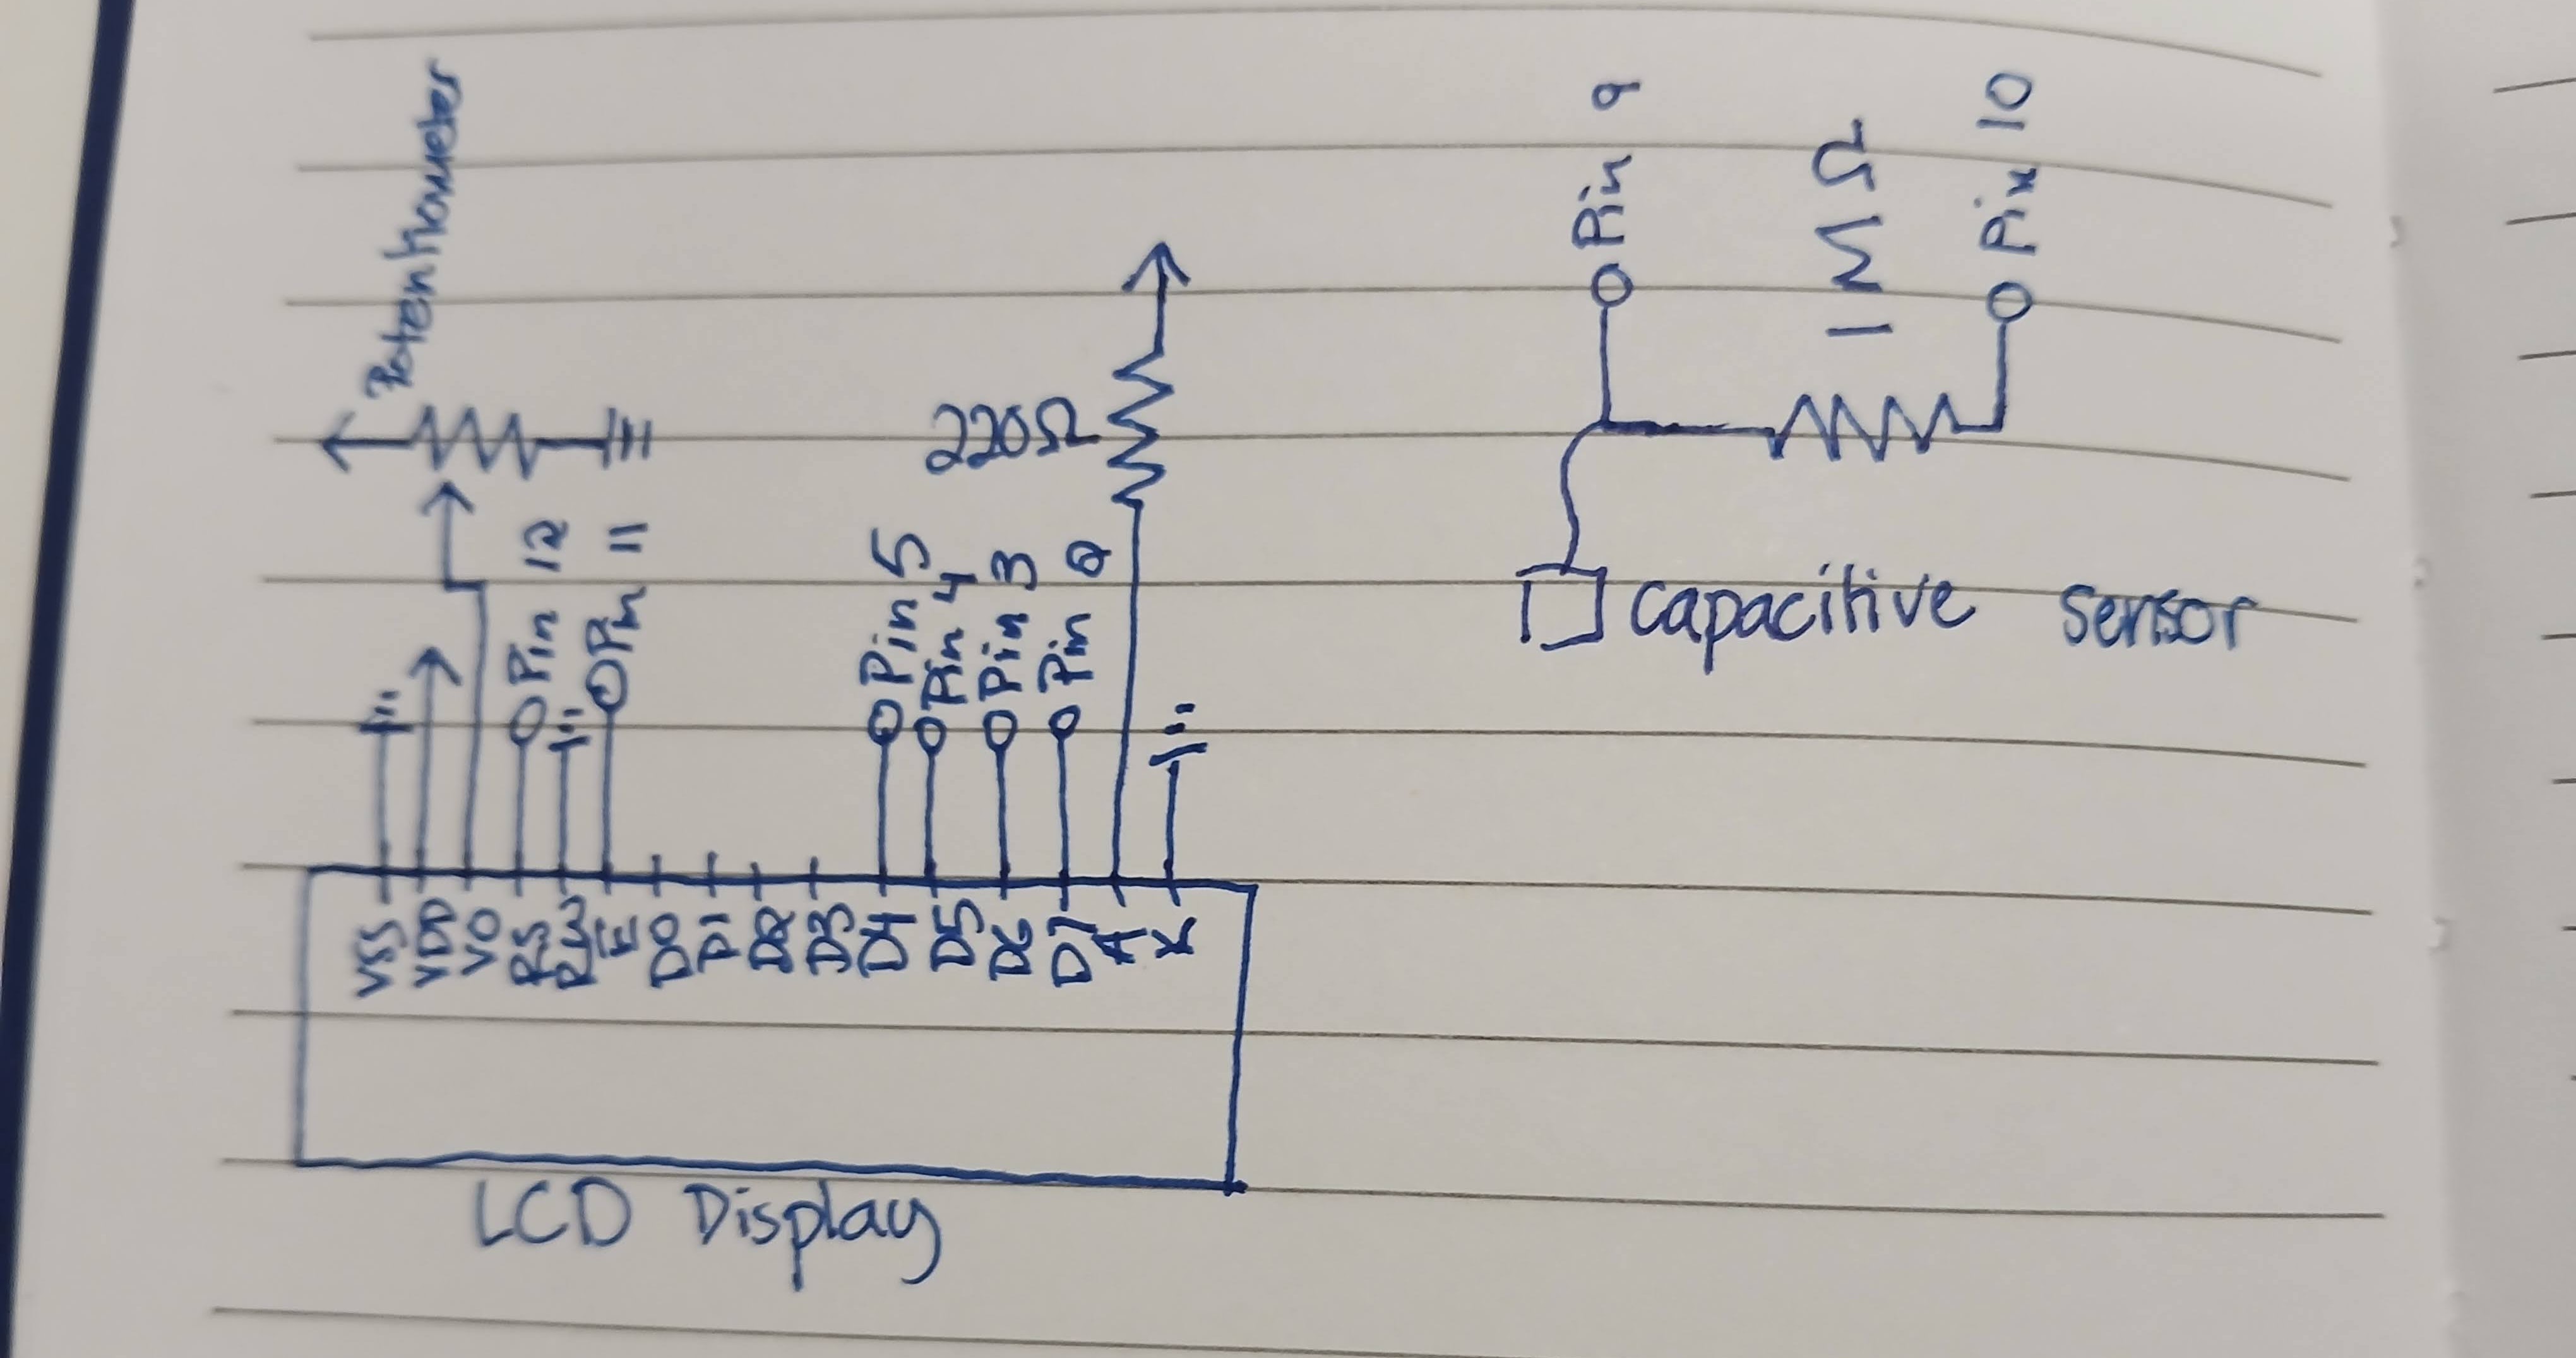 Potentiometer
Pin 9
1MΩ
Pin 10
220Ω
Pin 12
Pin 11
Pin 5
Pin 4
Pin 3
Pin 2
capacitive sensor
VSS
VDD
VO
RS
RW
E
D0
D1
D2
D3
D4
D5
D6
D7
A
K
LCD Display